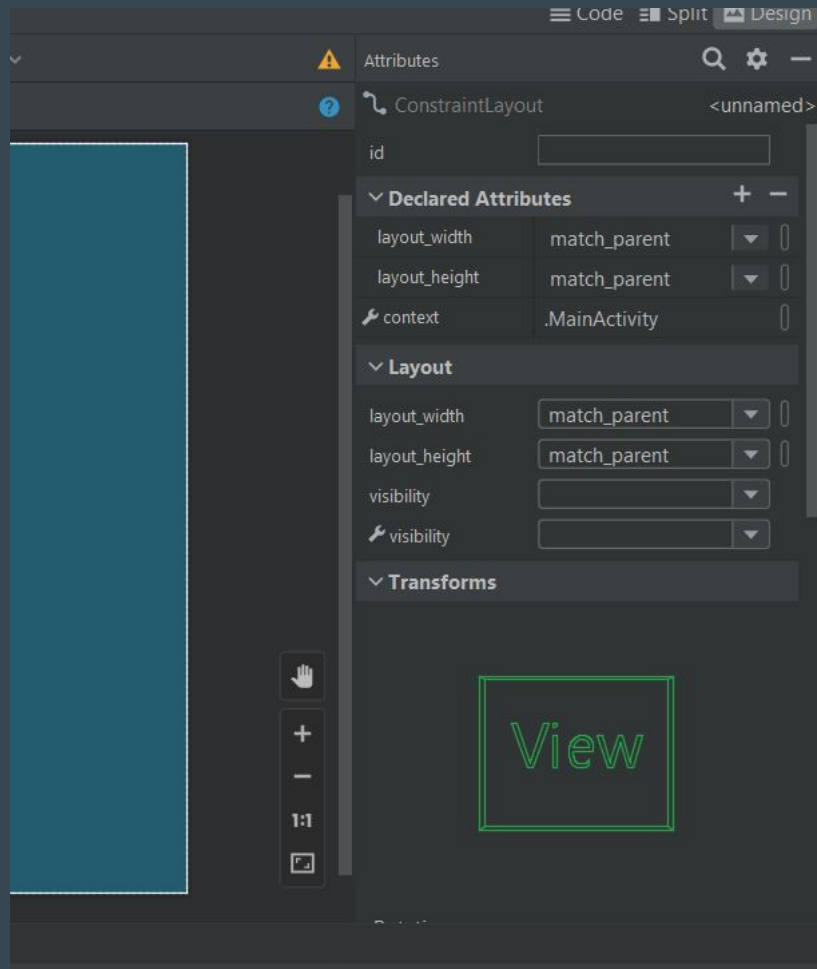 Code Split Design
Attributes
?
ConstraintLayout <unnamed>
id
Declared Attributes + −
layout_width match_parent
layout_height match_parent
context .MainActivity
Layout
layout_width match_parent
layout_height match_parent
visibility
visibility
Transforms
View
+
−
1:1